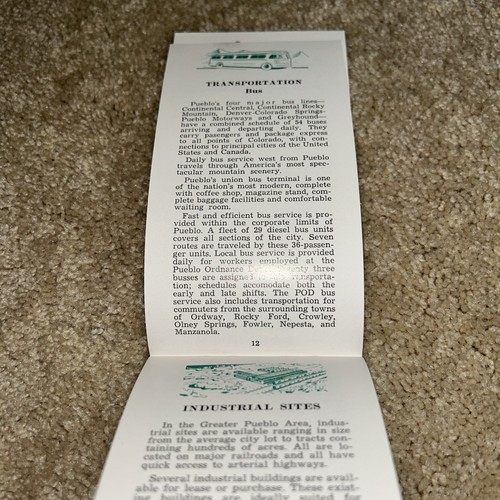 TRANSPORTATION
Bus
Pueblo's four major bus lines—
Continental Central, Continental Rocky
Mountain, Denver-Colorado Springs-
Pueblo Motorways and Greyhound—
have a combined schedule of 54 buses
arriving and departing daily. They
carry passengers and package express
to all points of Colorado, with con-
nections to principal cities of the United
States and Canada.
Daily bus service west from Pueblo
travels through America's most spec-
tacular mountain scenery.
Pueblo's union bus terminal is one
of the nation's most modern, complete
with coffee shop, magazine stand, com-
plete baggage facilities and comfortable
waiting room.
Fast and efficient bus service is pro-
vided within the corporate limits of
Pueblo. A fleet of 29 diesel bus units
covers all sections of the city. Seven
routes are traveled by these 36-passen-
ger units. Local bus service is provided
daily for workers employed at the
Pueblo Ordnance three
busses are
tion; schedules accomodate both the
early and late shifts. The POD bus
service also includes transportation for
commuters from the surrounding towns
of Ordway, Rocky Ford, Crowley,
Olney Springs, Fowler, Nepesta, and
Manzanola.
12
INDUSTRIAL SITES
In the Greater Pueblo Area, indus-
trial sites are available ranging in size
from the average city lot to tracts con-
taining hundreds of acres. All are lo-
cated on major railroads and all have
quick access to arterial highways.
Several industrial buildings are avail-
able for lease or purchase. These exist-
ing buildings are ideally suited for